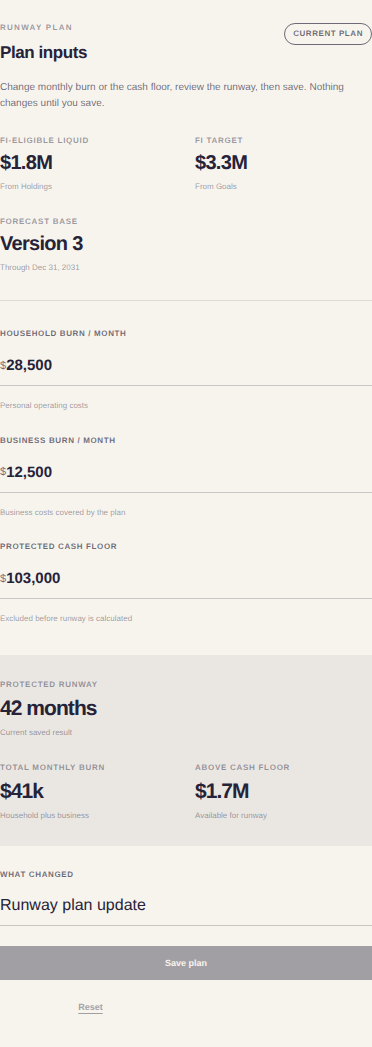 RUNWAY PLAN
CURRENT PLAN
Plan inputs
Change monthly burn or the cash floor, review the runway, then save. Nothing
changes until you save.
FI-ELIGIBLE LIQUID
FI TARGET
$1.8M
$3.3M
From Holdings
From Goals
FORECAST BASE
Version 3
Through Dec 31, 2031
HOUSEHOLD BURN / MONTH
$28,500
Personal operating costs
BUSINESS BURN / MONTH
$12,500
Business costs covered by the plan
PROTECTED CASH FLOOR
$103,000
Excluded before runway is calculated
PROTECTED RUNWAY
42 months
Current saved result
TOTAL MONTHLY BURN
ABOVE CASH FLOOR
$41k
$1.7M
Household plus business
Available for runway
WHAT CHANGED
Runway plan update
Save plan
Reset